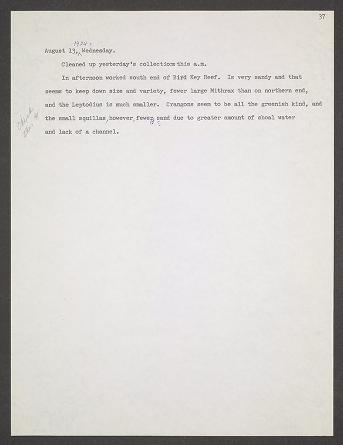 37
1924.
August 13, Wednesday.
Cleaned up yesterday's collections this a.m.
In afternoon worked south end of Bird Key Reef. Is very sandy and that
seems to keep down size and variety, fewer large Mithrax than on northern end,
and the Leptodius is much smaller. Crangons seem to be all the greenish kind, and
the small squillas, however, fewer, sand due to greater amount of shoal water
and lack of a channel.